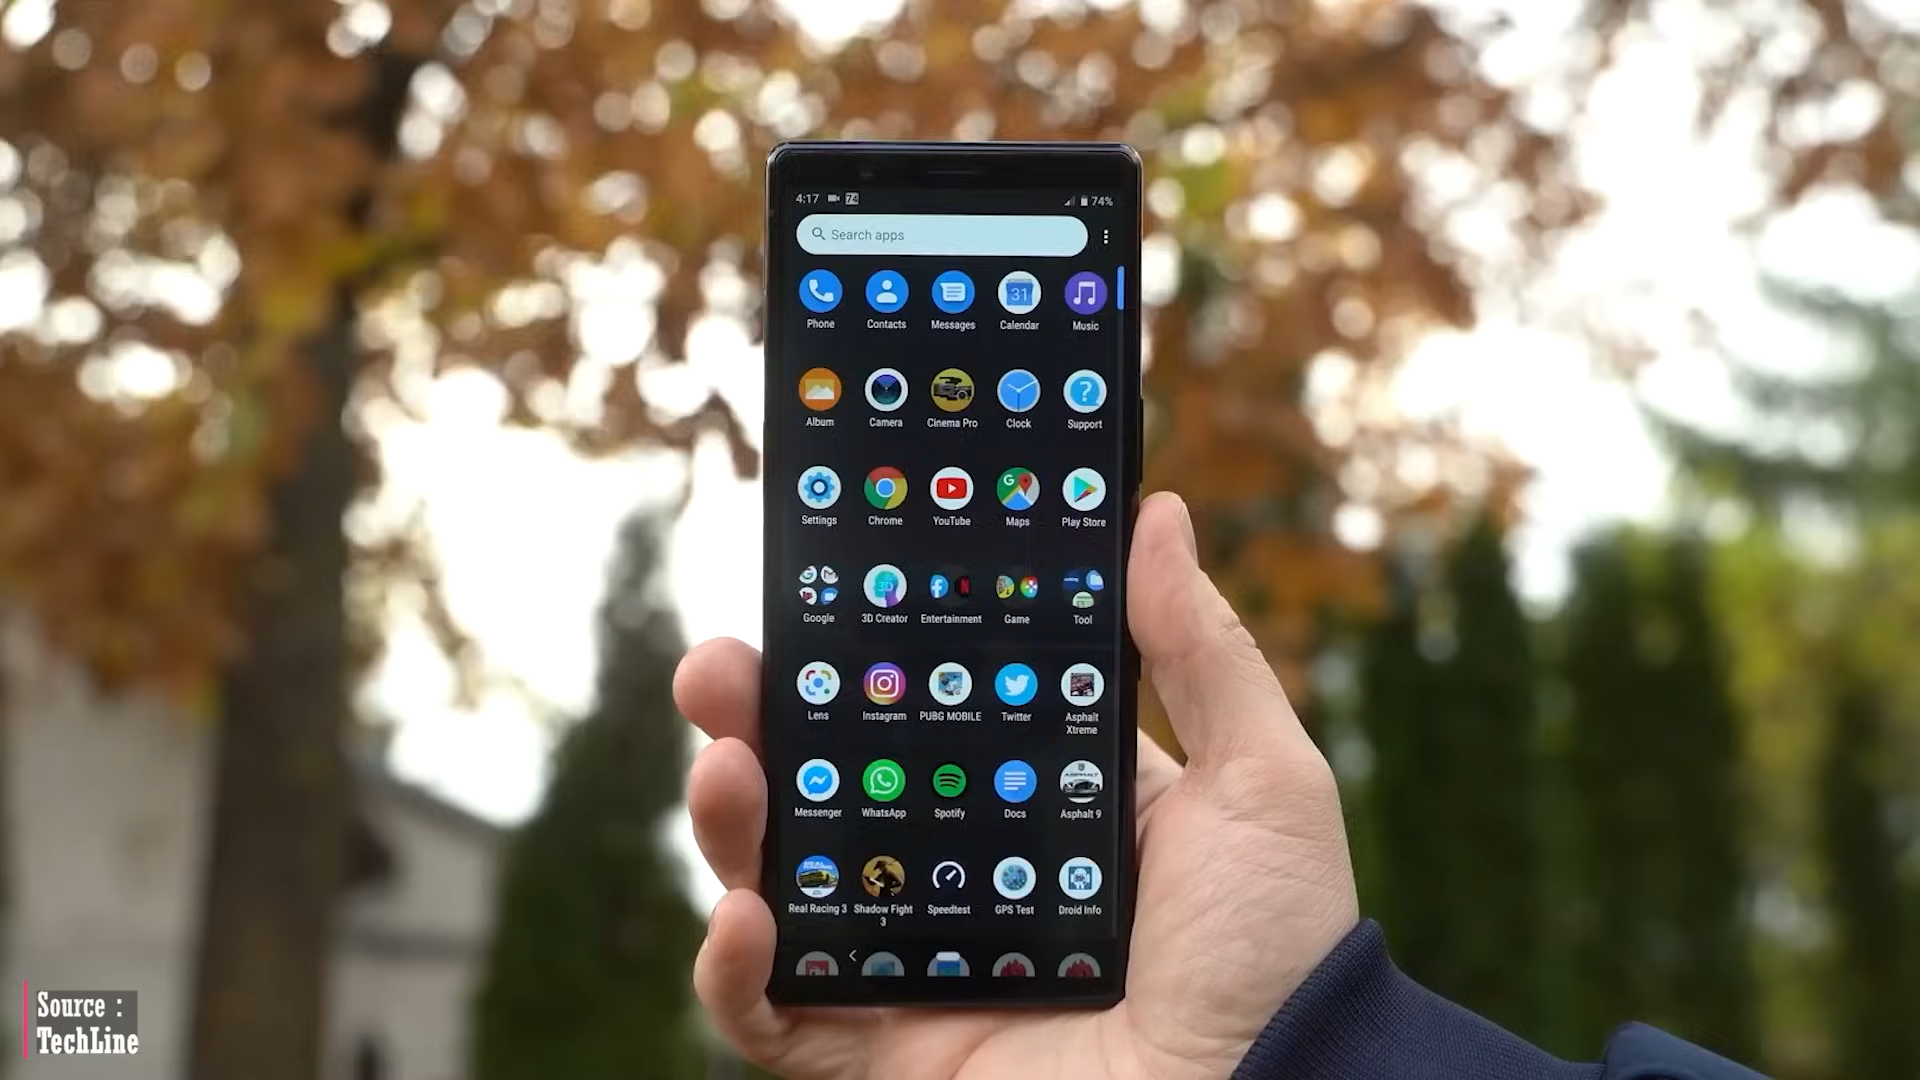 4:17 74 74%
Search apps
Phone Contacts Messages Calendar Music
31
Album Camera Cinema Pro Clock Support
Settings Chrome YouTube Maps Play Store
Google 3D Creator Entertainment Game Tool
Lens Instagram PUBG MOBILE Twitter Asphalt
Xtreme
Messenger WhatsApp Spotify Docs Asphalt 9
Real Racing 3 Shadow Fight Speedtest GPS Test Droid Info
3
Source :
TechLine